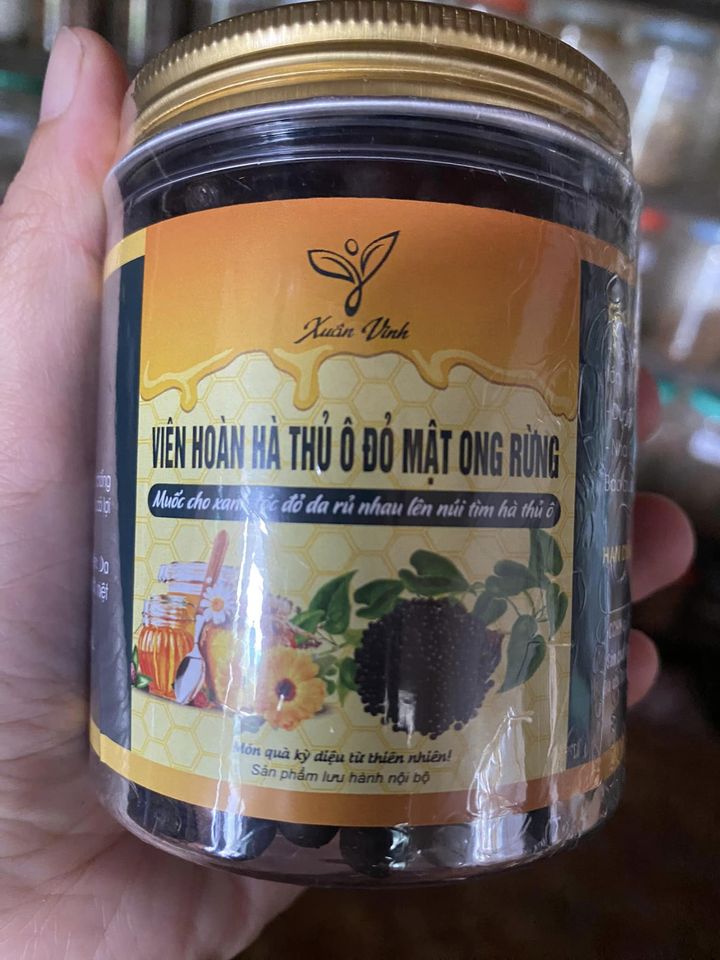 Xuân Vinh
VIÊN HOÀN HÀ THỦ Ô ĐỎ MẬT ONG RỪNG
Muốc cho xanh tóc đỏ da rủ nhau lên núi tìm hà thủ ô
Món quà kỳ diệu từ thiên nhiên!
Sản phẩm lưu hành nội bộ